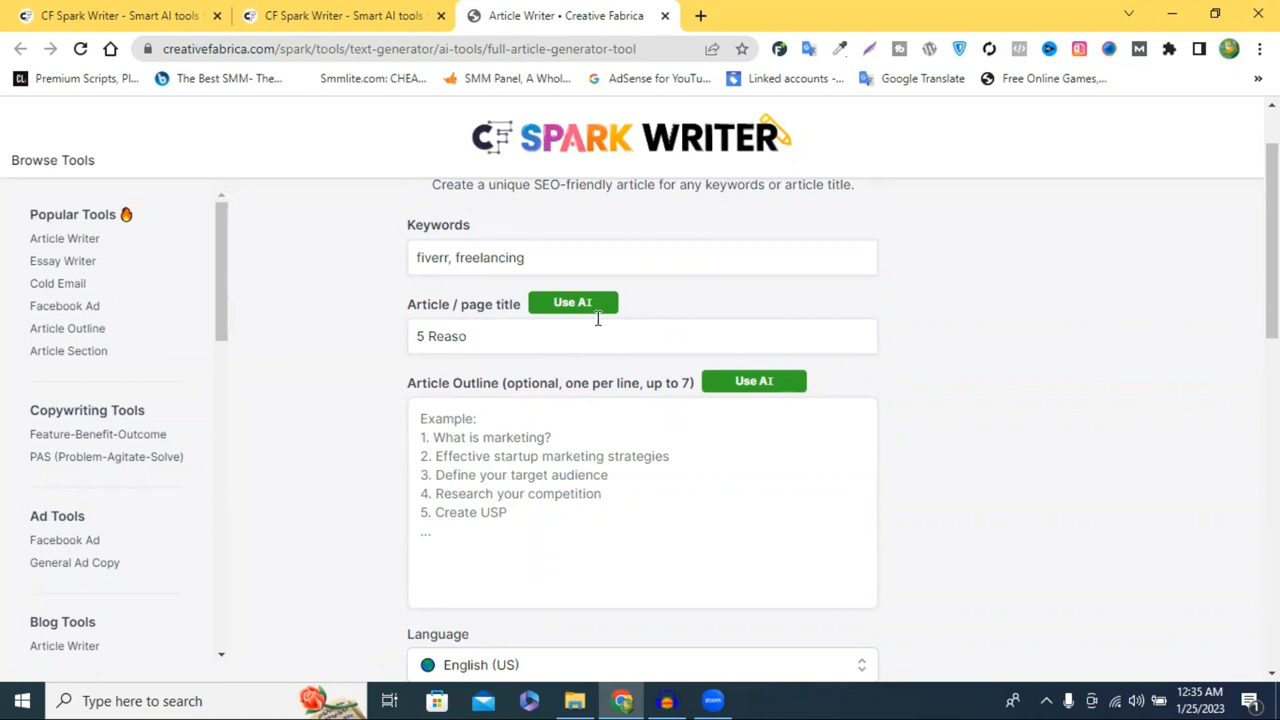 CF Spark Writer - Smart AI tools
CF Spark Writer - Smart AI tools
Article Writer • Creative Fabrica
creativefabrica.com/spark/tools/text-generator/ai-tools/full-article-generator-tool
CL Premium Scripts, Pl...
The Best SMM- The...
Smmlite.com: CHEA...
SMM Panel, A Whol...
AdSense for YouTu...
Linked accounts -...
Google Translate
Free Online Games,...
»
CF SPARK WRITER
Browse Tools
Create a unique SEO-friendly article for any keywords or article title.
Popular Tools
Article Writer
Essay Writer
Cold Email
Facebook Ad
Article Outline
Article Section
Copywriting Tools
Feature-Benefit-Outcome
PAS (Problem-Agitate-Solve)
Ad Tools
Facebook Ad
General Ad Copy
Blog Tools
Article Writer
Keywords
fiverr, freelancing
Article / page title Use AI
5 Reaso
Article Outline (optional, one per line, up to 7) Use AI
Example:
1. What is marketing?
2. Effective startup marketing strategies
3. Define your target audience
4. Research your competition
5. Create USP
...
Language
English (US)
Type here to search
zoom
12:35 AM
1/25/2023
1